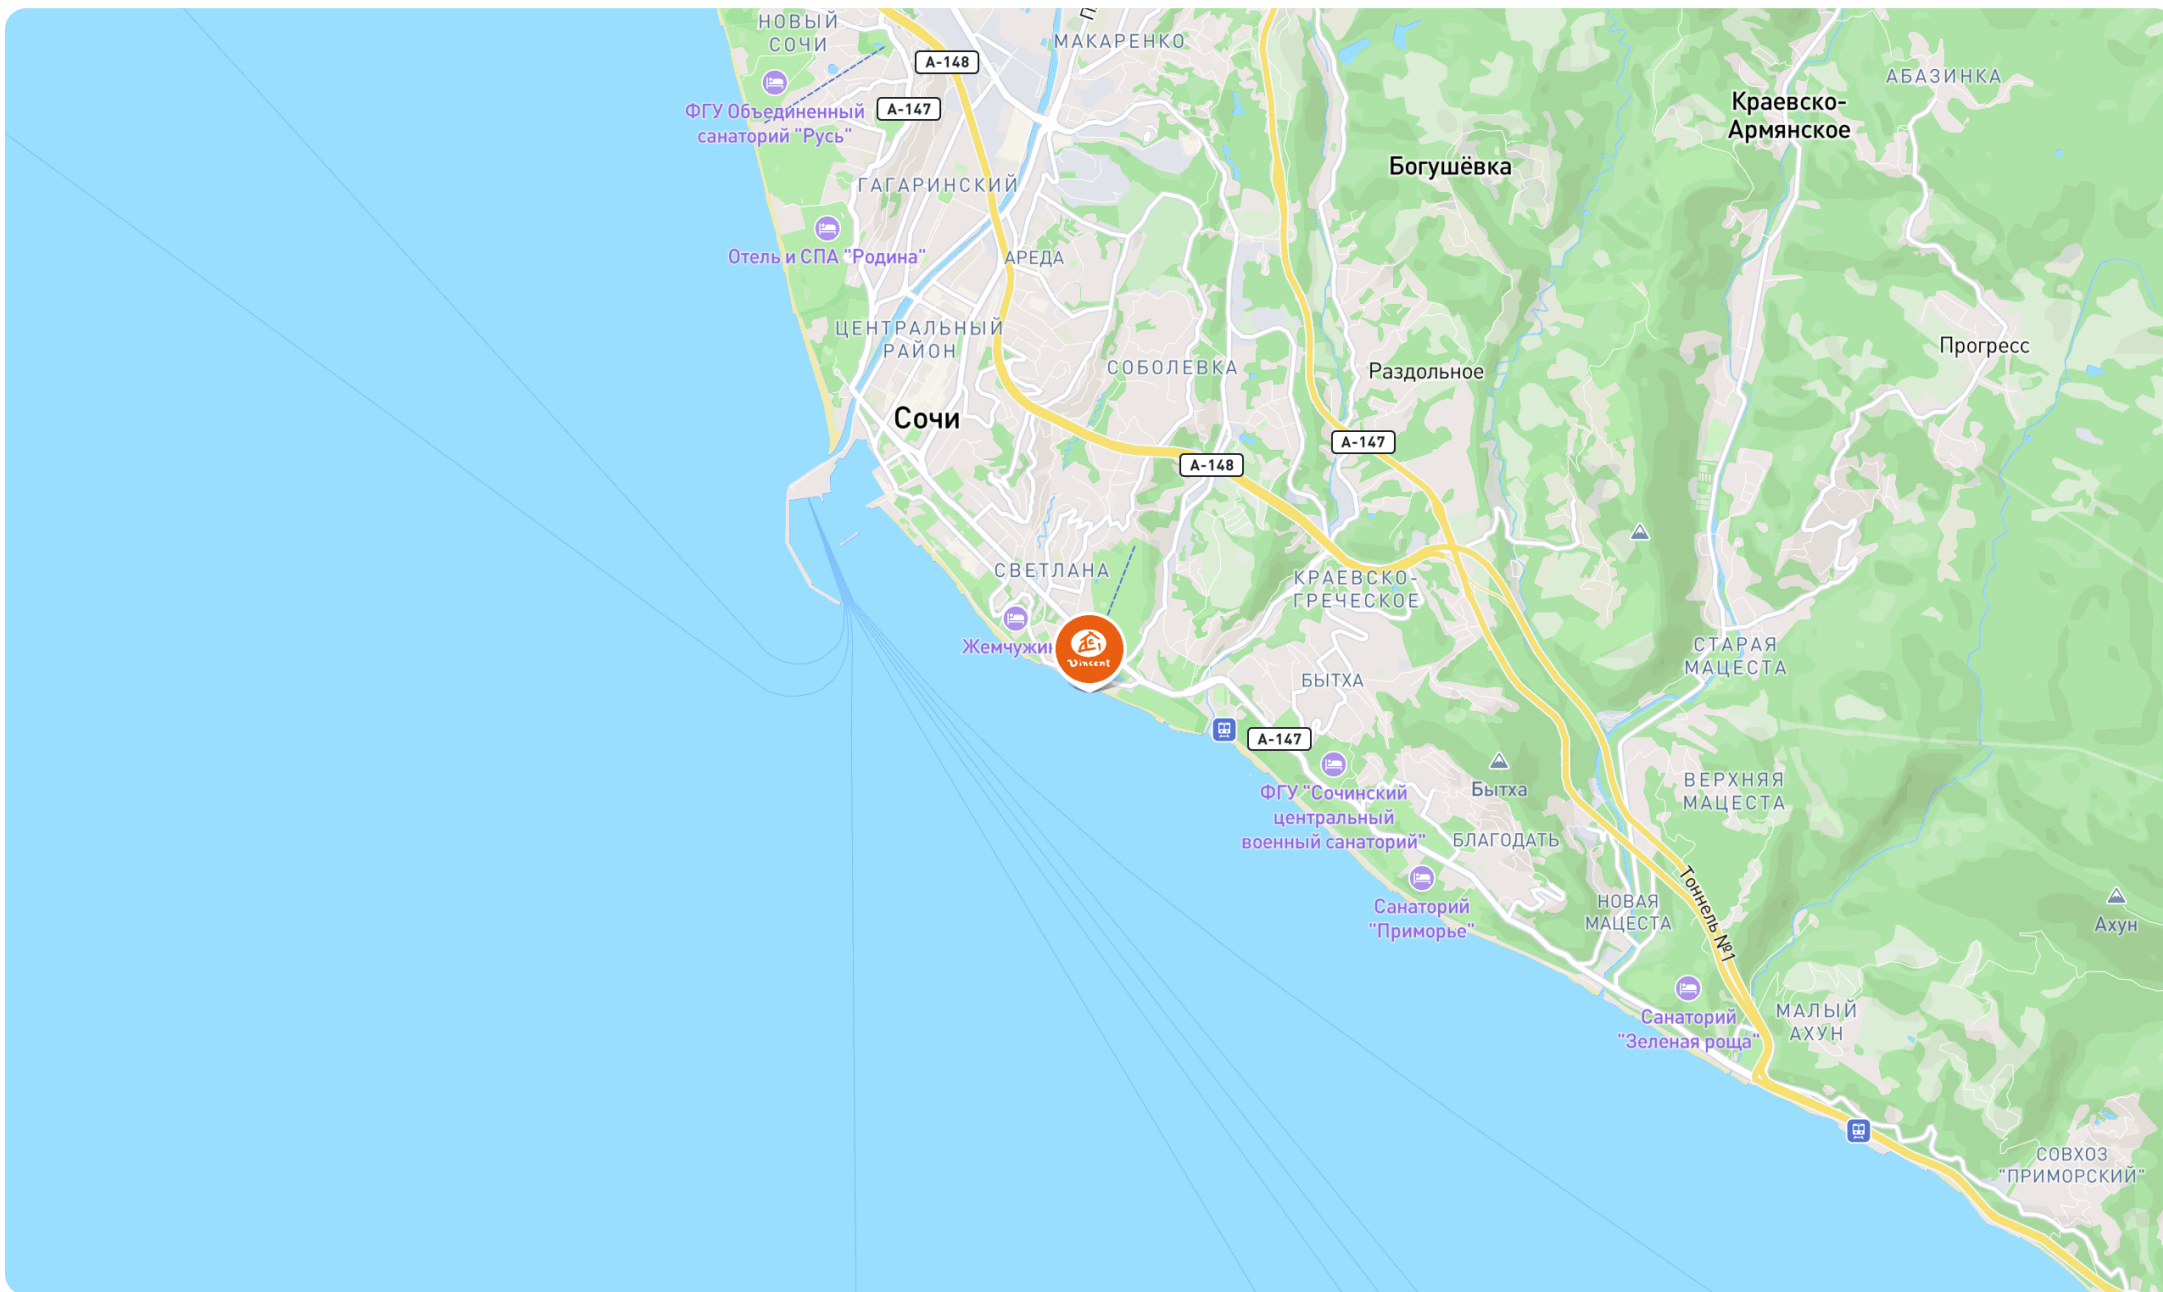 НОВЫЙ
СОЧИ
МАКАРЕНКО
А-148
А-147
ФГУ Объединенный
санаторий "Русь"
АБАЗИНКА
Краевско-
Армянское
Богушёвка
ГАГАРИНСКИЙ
Отель и СПА "Родина"
АРЕДА
ЦЕНТРАЛЬНЫЙ
РАЙОН
СОБОЛЕВКА
Раздольное
Прогресс
Сочи
А-147
А-148
СВЕТЛАНА
КРАЕВСКО-
ГРЕЧЕСКОЕ
Жемчужин
Vincent
СТАРАЯ
МАЦЕСТА
БЫТХА
А-147
ФГУ "Сочинский
центральный
военный санаторий"
Бытха
ВЕРХНЯЯ
МАЦЕСТА
БЛАГОДАТЬ
Санаторий
"Приморье"
НОВАЯ
МАЦЕСТА
Тоннель №1
Ахун
Санаторий
"Зеленая роща"
МАЛЫЙ
АХУН
СОВХОЗ
"ПРИМОРСКИЙ"